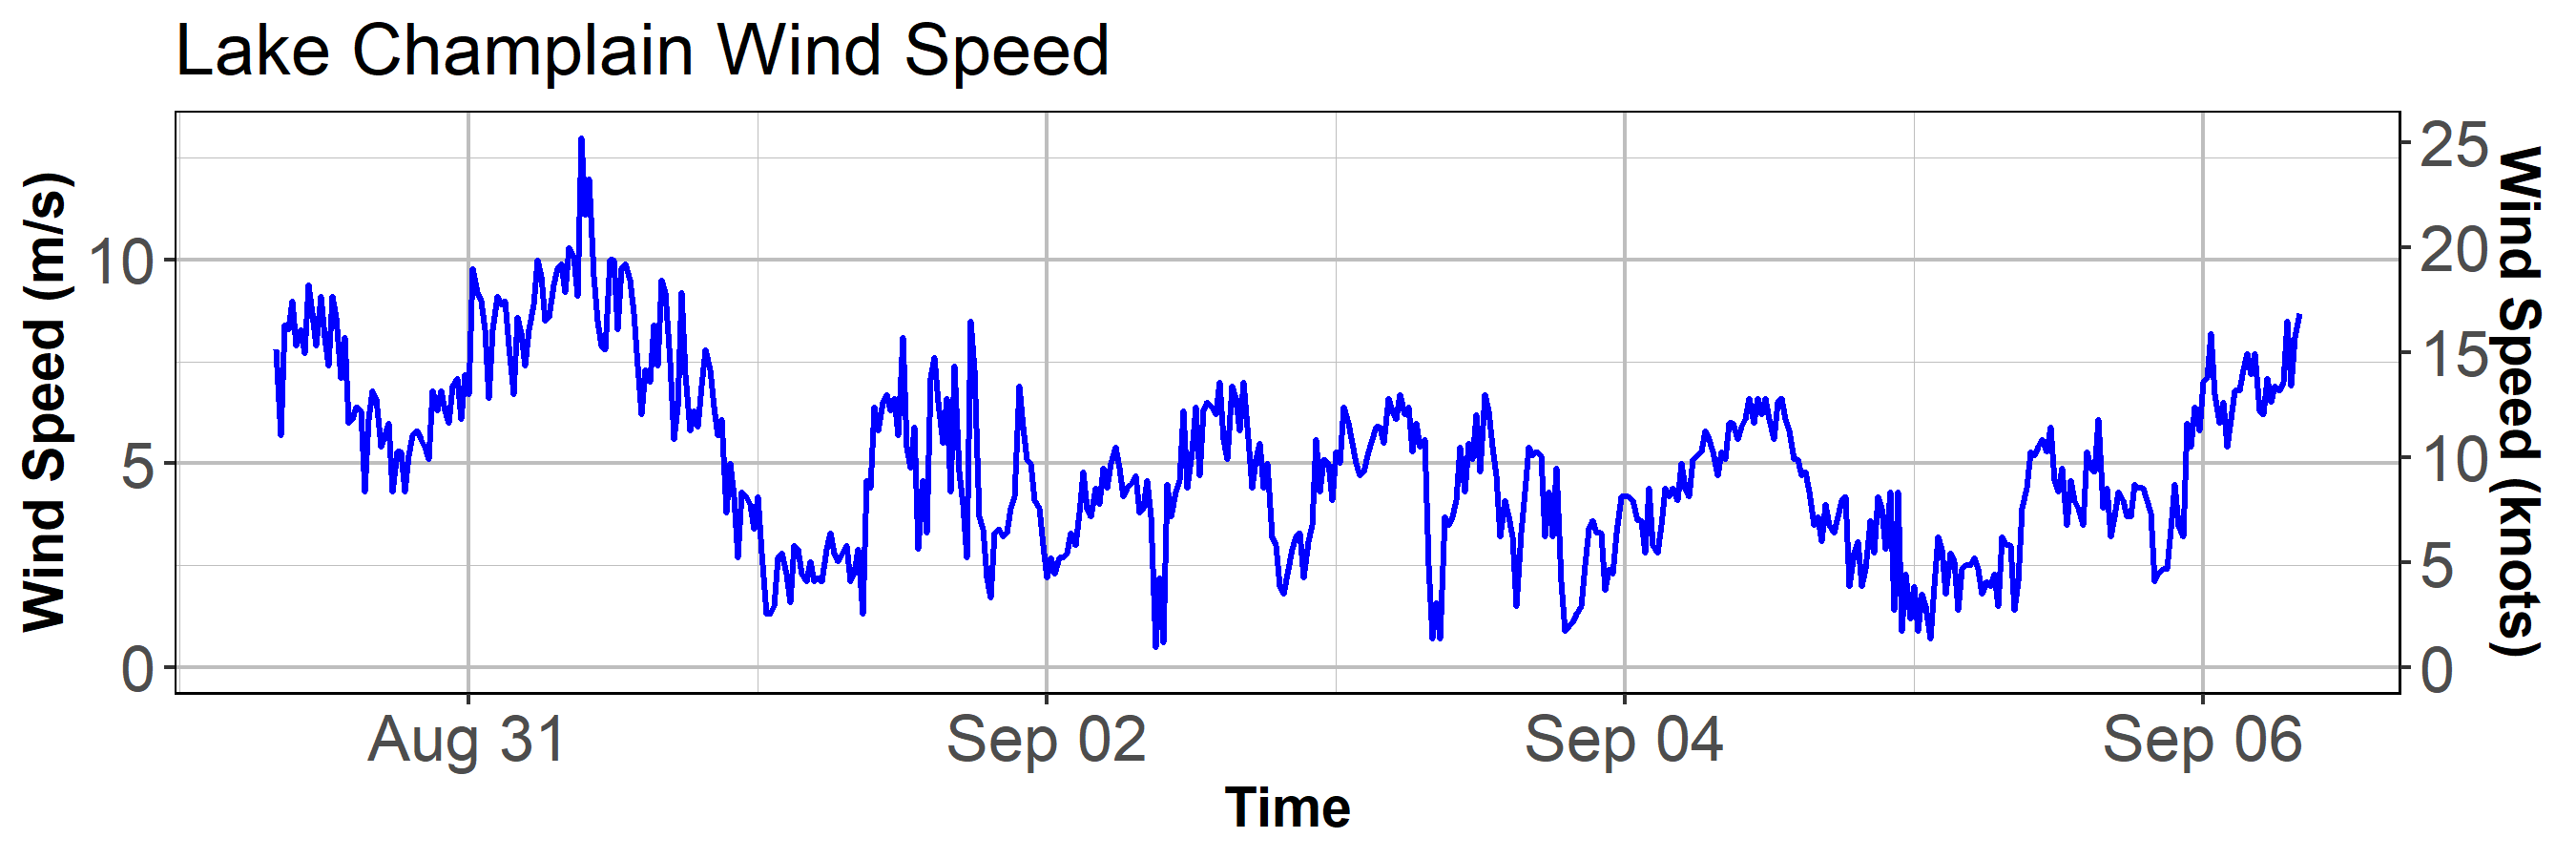 Lake Champlain Wind Speed
Wind Speed (m/s)
10
5
0
25
20
15
10
5
0
Wind Speed (knots)
Aug 31
Sep 02
Sep 04
Sep 06
Time